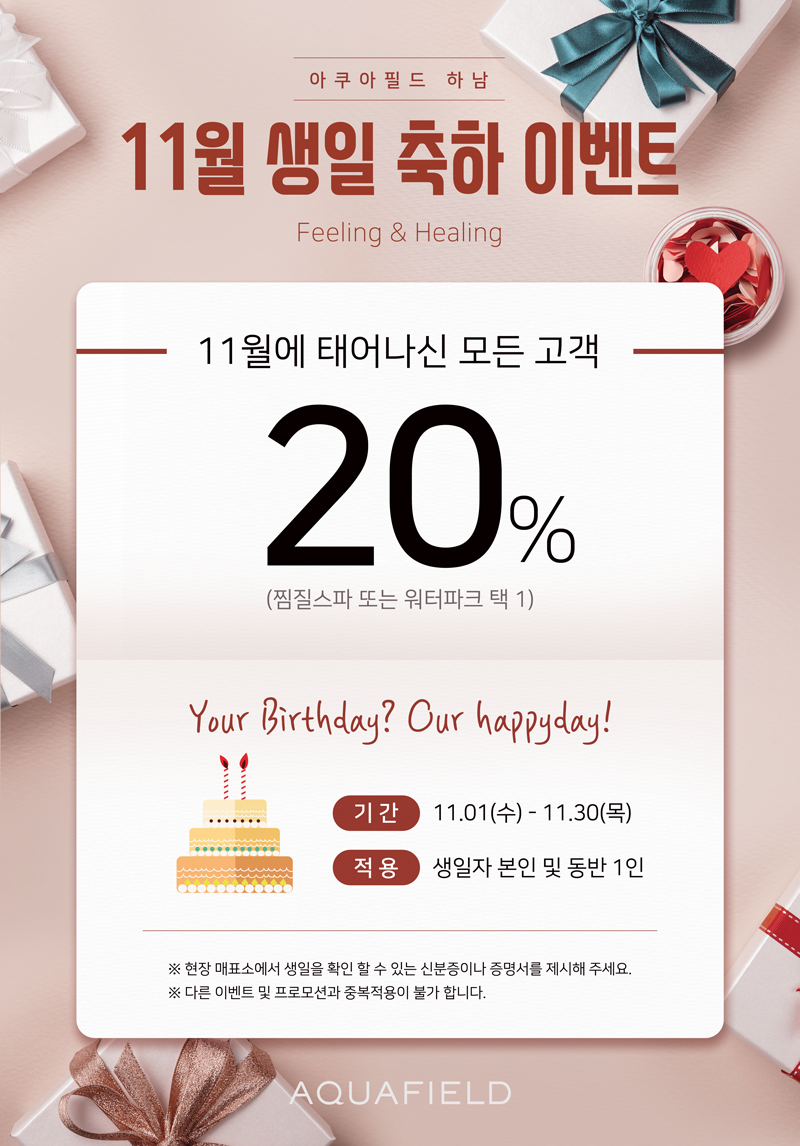 아쿠아필드 하남
11월 생일 축하 이벤트
Feeling & Healing
11월에 태어나신 모든 고객
20%
(찜질스파 또는 워터파크 택 1)
Your Birthday? Our happyday!
기간 11.01(수) - 11.30(목)
적용 생일자 본인 및 동반 1인
※ 현장 매표소에서 생일을 확인 할 수 있는 신분증이나 증명서를 제시해 주세요.
※ 다른 이벤트 및 프로모션과 중복적용이 불가 합니다.
AQUAFIELD